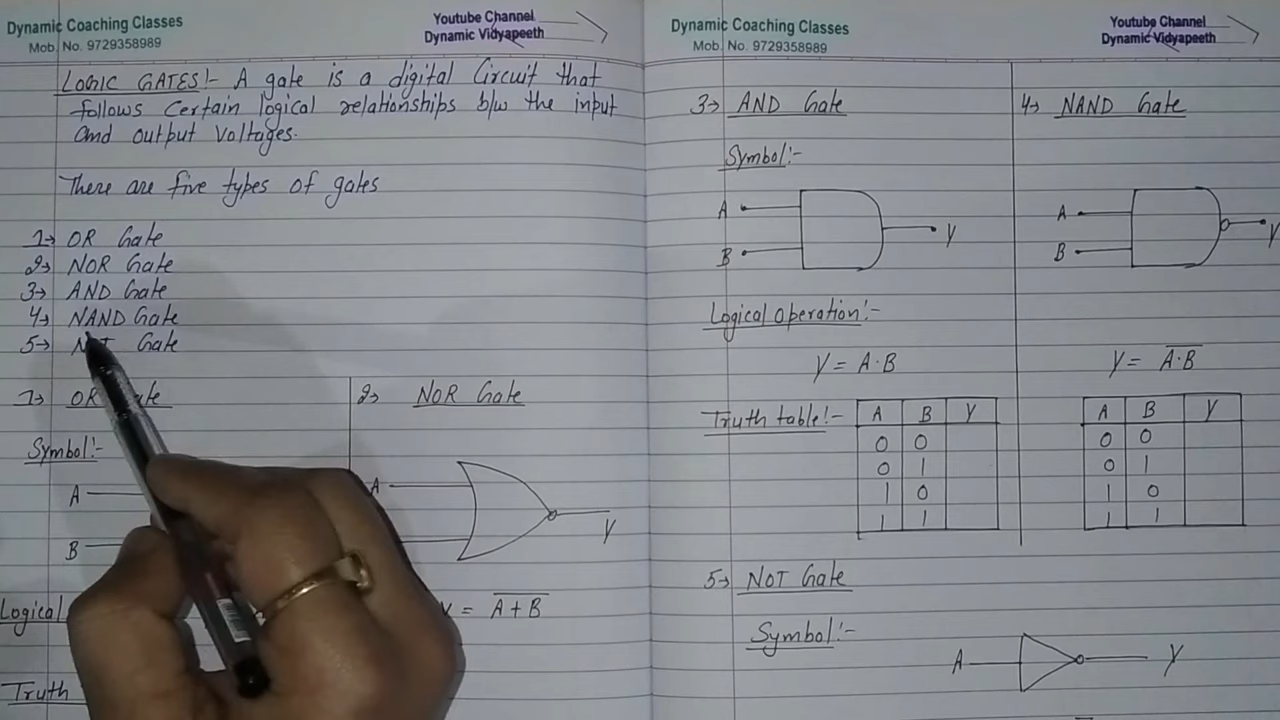 Dynamic Coaching Classes
Mob. No. 9729358989
Youtube Channel
Dynamic Vidyapeeth
LOGIC GATES!- A gate is a digital Circuit that
follows Certain logical relationships b/w the input
and output Voltages.
There are five types of gates
1→ OR Gate
2→ NOR Gate
3→ AND Gate
4→ NAND Gate
5→ NOT Gate
1→ OR Gate
Symbol:-
A
B
Logical
Truth
2→ NOR Gate
A
Y
Y = A̅ ̅+̅ ̅B̅
Dynamic Coaching Classes
Mob. No. 9729358989
Youtube Channel
Dynamic Vidyapeeth
3→ AND Gate
Symbol:-
A
B
Y
Logical Operation:-
Y = A·B
Truth table!-
A B Y
0 0
0 1
1 0
1 1
4→ NAND Gate
A
B
Y
Y = A̅·̅B̅
A B Y
0 0
0 1
1 0
1 1
5→ NOT Gate
Symbol:-
A
Y